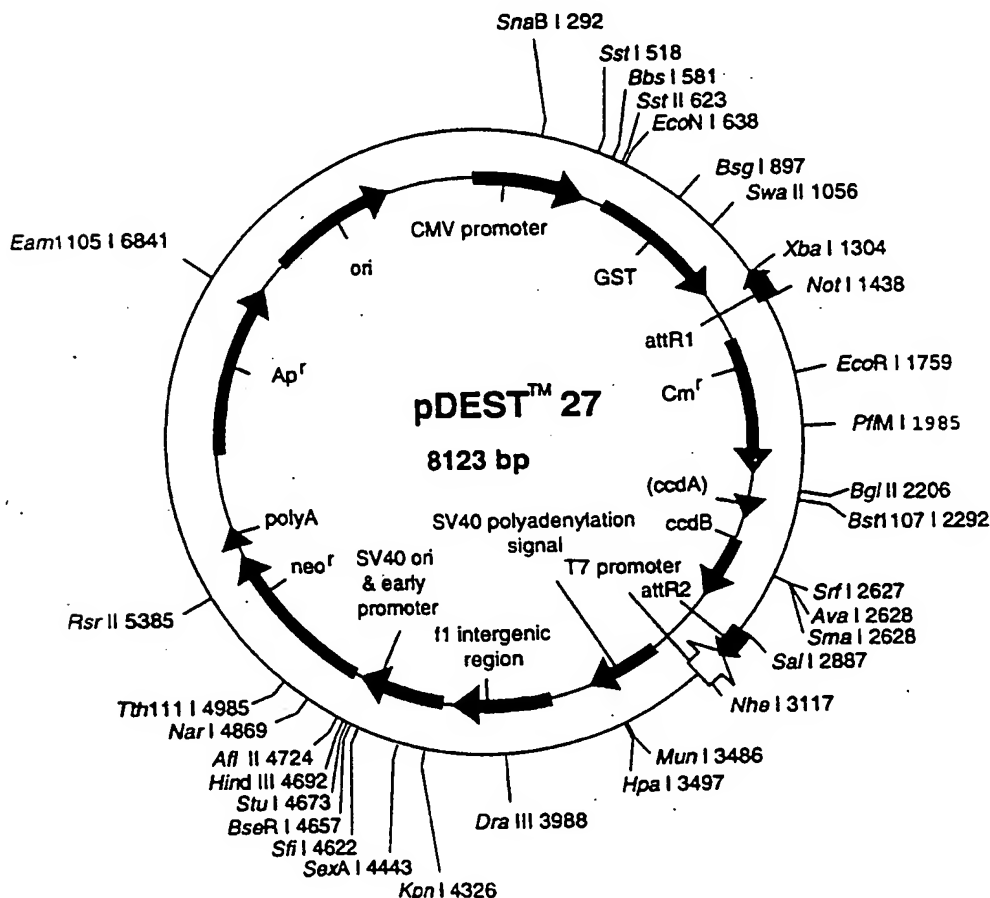 SnaB I 292
Sst I 518
Bbs I 581
Sst II 623
EcoN I 638
Bsg I 897
Swa II 1056
Xba I 1304
Not I 1438
EcoR I 1759
PflM I 1985
Bgl II 2206
Bst1107 I 2292
Srf I 2627
Ava I 2628
Sma I 2628
Sal I 2887
Nhe I 3117
Mun I 3486
Hpa I 3497
Dra III 3988
Kpn I 4326
SexA I 4443
Sfi I 4622
BseR I 4657
Stu I 4673
Hind III 4692
Afl II 4724
Nar I 4869
Tth111 I 4985
Rsr II 5385
Eam1105 I 6841
CMV promoter
GST
attR1
Cmr
(ccdA)
ccdB
attR2
T7 promoter
SV40 polyadenylation
signal
f1 intergenic
region
SV40 ori
& early
promoter
neor
polyA
Apr
ori
pDEST™ 27
8123 bp